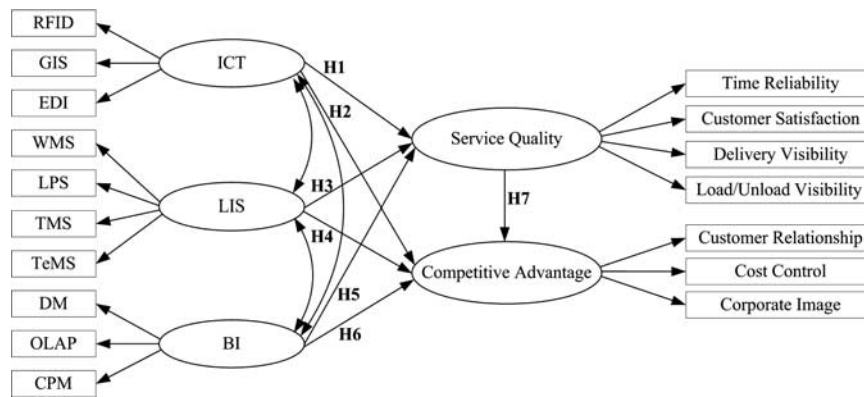 RFID
GIS
EDI
WMS
LPS
TMS
TeMS
DM
OLAP
CPM
ICT
LIS
BI
H1
H2
H3
H4
H5
H6
Service Quality
H7
Competitive Advantage
Time Reliability
Customer Satisfaction
Delivery Visibility
Load/Unload Visibility
Customer Relationship
Cost Control
Corporate Image